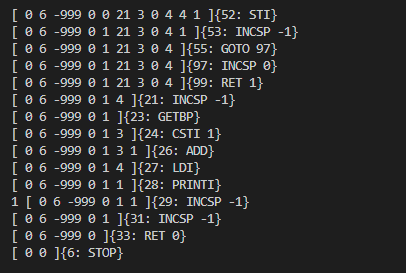 [ 0 6 -999 0 0 21 3 0 4 4 1 ]{52: STI}
[ 0 6 -999 0 1 21 3 0 4 1 ]{53: INCSP -1}
[ 0 6 -999 0 1 21 3 0 4 ]{55: GOTO 97}
[ 0 6 -999 0 1 21 3 0 4 ]{97: INCSP 0}
[ 0 6 -999 0 1 21 3 0 4 ]{99: RET 1}
[ 0 6 -999 0 1 4 ]{21: INCSP -1}
[ 0 6 -999 0 1 ]{23: GETBP}
[ 0 6 -999 0 1 3 ]{24: CSTI 1}
[ 0 6 -999 0 1 3 1 ]{26: ADD}
[ 0 6 -999 0 1 4 ]{27: LDI}
[ 0 6 -999 0 1 1 ]{28: PRINTI}
1 [ 0 6 -999 0 1 1 ]{29: INCSP -1}
[ 0 6 -999 0 1 ]{31: INCSP -1}
[ 0 6 -999 0 ]{33: RET 0}
[ 0 0 ]{6: STOP}